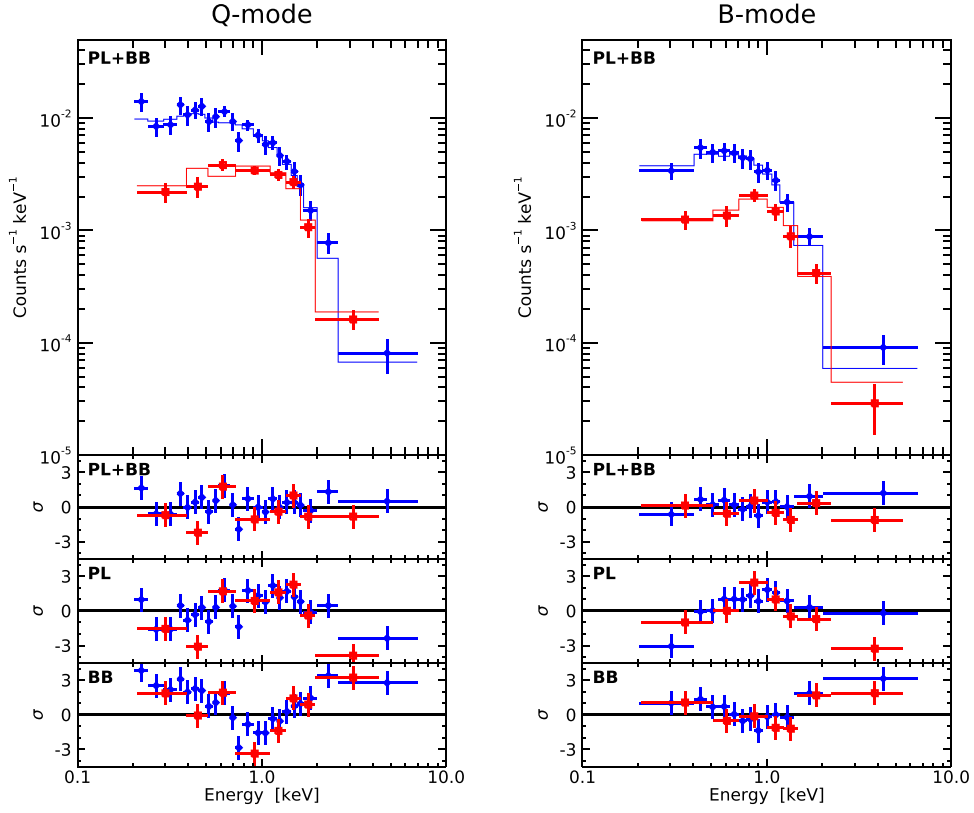 Q-mode
B-mode
PL+BB
PL+BB
10⁻²
10⁻³
10⁻⁴
10⁻⁵
Counts s⁻¹ keV⁻¹
10⁻²
10⁻³
10⁻⁴
10⁻⁵
Counts s⁻¹ keV⁻¹
PL+BB
3
0
-3
σ
PL+BB
3
0
-3
σ
PL
3
0
-3
σ
PL
3
0
-3
σ
BB
3
0
-3
σ
BB
3
0
-3
σ
0.1 1.0 10.0
0.1 1.0 10.0
Energy [keV]
Energy [keV]